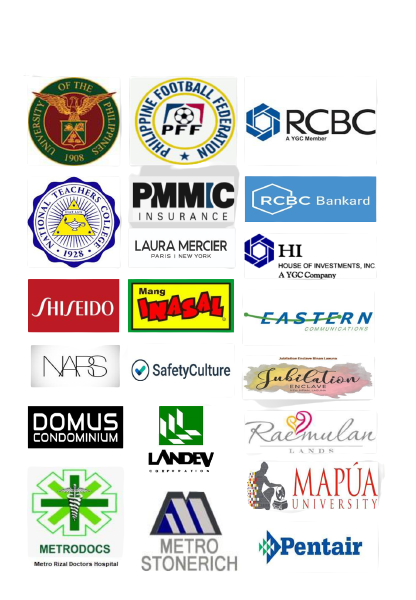 UNIVERSITY OF THE PHILIPPINES
1908
PHILIPPINE FOOTBALL FEDERATION
PFF
RCBC
A YGC Member
NATIONAL TEACHERS COLLEGE
• 1928 •
PMMIC
INSURANCE
LAURA MERCIER
PARIS | NEW YORK
RCBC Bankard
HI
HOUSE OF INVESTMENTS, INC
A YGC Company
SHISEIDO
Mang
INASAL
EASTERN
COMMUNICATIONS
NARS
SafetyCulture
Jubilation
ENCLAVE
DOMUS
CONDOMINIUM
LANDEV
CORPORATION
Raemulan
LANDS
METRODOCS
Metro Rizal Doctors Hospital
METRO
STONERICH
MAPÚA
UNIVERSITY
Pentair